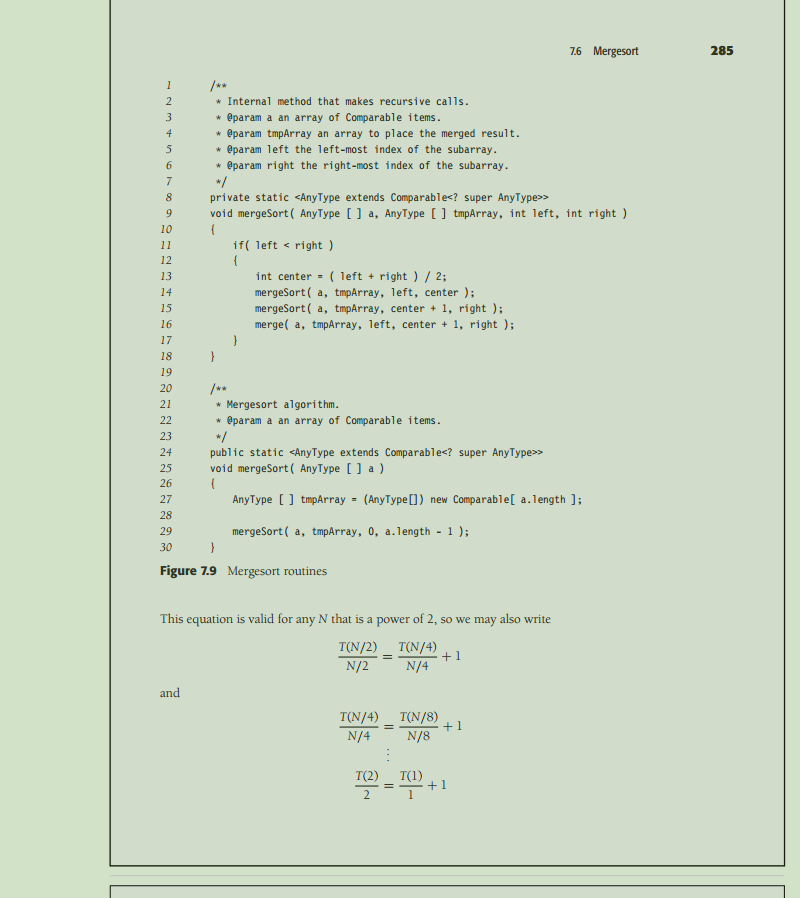 7.6 Mergesort 285
1 /**
2 * Internal method that makes recursive calls.
3 * @param a an array of Comparable items.
4 * @param tmpArray an array to place the merged result.
5 * @param left the left-most index of the subarray.
6 * @param right the right-most index of the subarray.
7 */
8 private static <AnyType extends Comparable<? super AnyType>>
9 void mergeSort( AnyType [ ] a, AnyType [ ] tmpArray, int left, int right )
10 {
11 if( left < right )
12 {
13 int center = ( left + right ) / 2;
14 mergeSort( a, tmpArray, left, center );
15 mergeSort( a, tmpArray, center + 1, right );
16 merge( a, tmpArray, left, center + 1, right );
17 }
18 }
19
20 /**
21 * Mergesort algorithm.
22 * @param a an array of Comparable items.
23 */
24 public static <AnyType extends Comparable<? super AnyType>>
25 void mergeSort( AnyType [ ] a )
26 {
27 AnyType [ ] tmpArray = (AnyType[]) new Comparable[ a.length ];
28
29 mergeSort( a, tmpArray, 0, a.length - 1 );
30 }
Figure 7.9 Mergesort routines
This equation is valid for any N that is a power of 2, so we may also write
T(N/2)/N/2 = T(N/4)/N/4 + 1
and
T(N/4)/N/4 = T(N/8)/N/8 + 1
⋮
T(2)/2 = T(1)/1 + 1